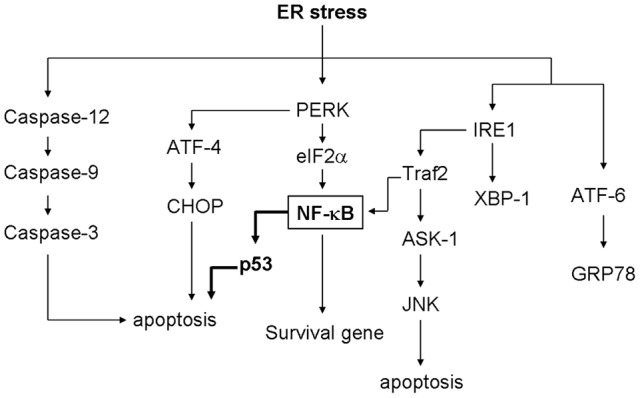 ER stress
Caspase-12
Caspase-9
Caspase-3
apoptosis
PERK
ATF-4
CHOP
eIF2α
NF-κB
p53
Survival gene
IRE1
Traf2
XBP-1
ASK-1
JNK
apoptosis
ATF-6
GRP78